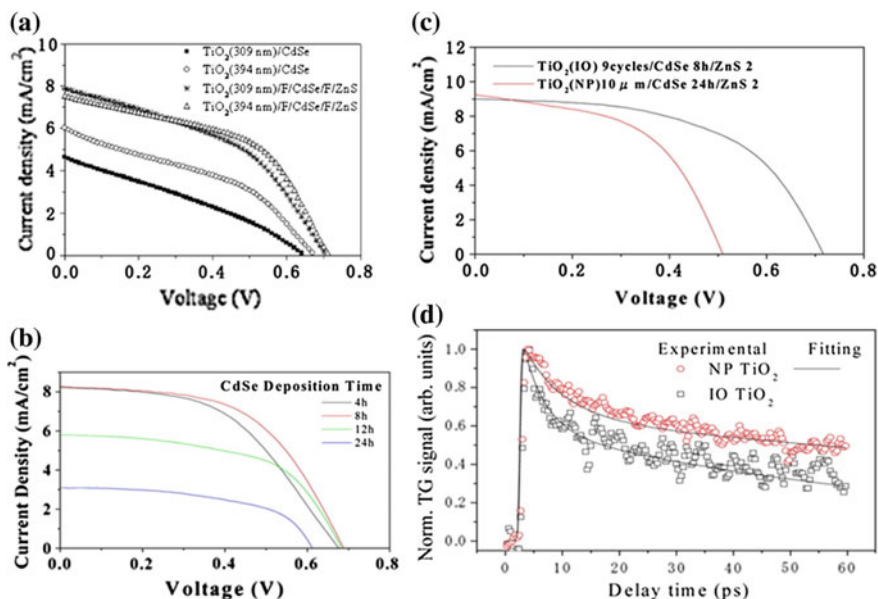 (a)
Current density (mA/cm²)
10
8
6
4
2
0
TiO₂(309 nm)/CdSe
TiO₂(394 nm)/CdSe
TiO₂(309 nm)/F/CdSe/F/ZnS
TiO₂(394 nm)/F/CdSe/F/ZnS
0.0 0.2 0.4 0.6 0.8
Voltage (V)
(b)
Current Density (mA/cm²)
10
8
6
4
2
0
CdSe Deposition Time
4h
8h
12h
24h
0.0 0.2 0.4 0.6 0.8
Voltage (V)
(c)
Current density (mA/cm²)
12
10
8
6
4
2
0
TiO₂(IO) 9cycles/CdSe 8h/ZnS 2
TiO₂(NP)10 μ m/CdSe 24h/ZnS 2
0.0 0.2 0.4 0.6 0.8
Voltage (V)
(d)
Norm. TG signal (arb. units)
1.0
0.8
0.6
0.4
0.2
0.0
Experimental Fitting
NP TiO₂
IO TiO₂
0 10 20 30 40 50 60
Delay time (ps)